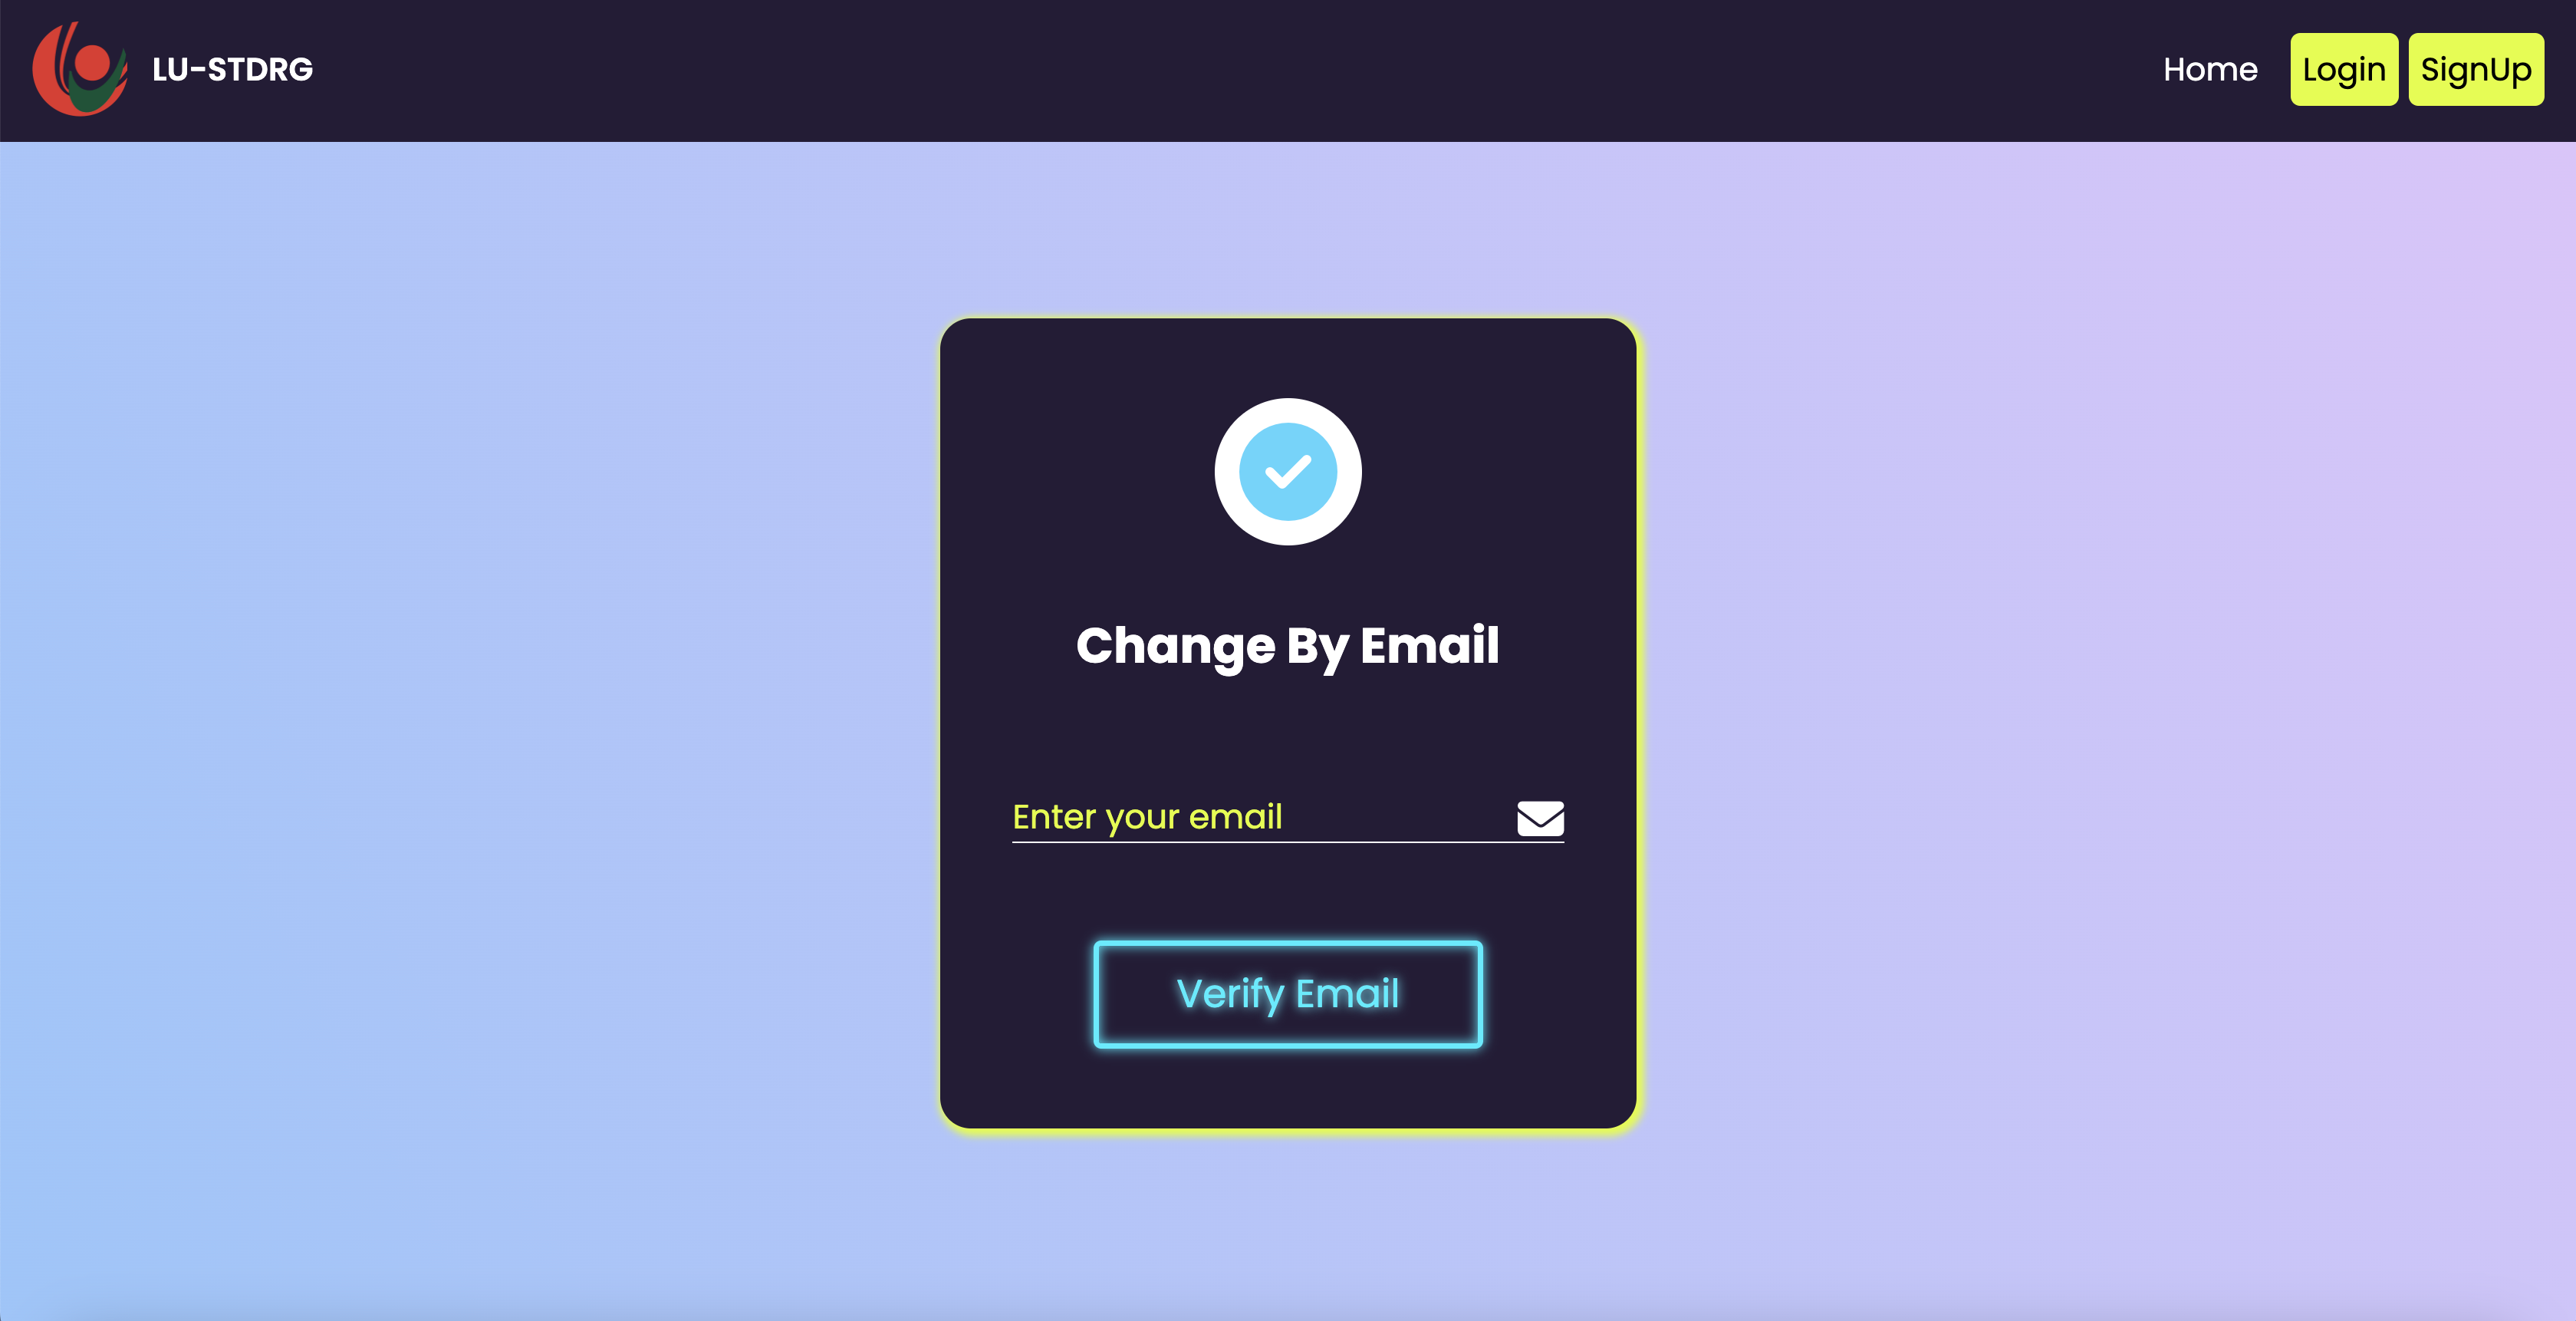 LU-STDRG
Home Login SignUp
Change By Email
Enter your email
Verify Email